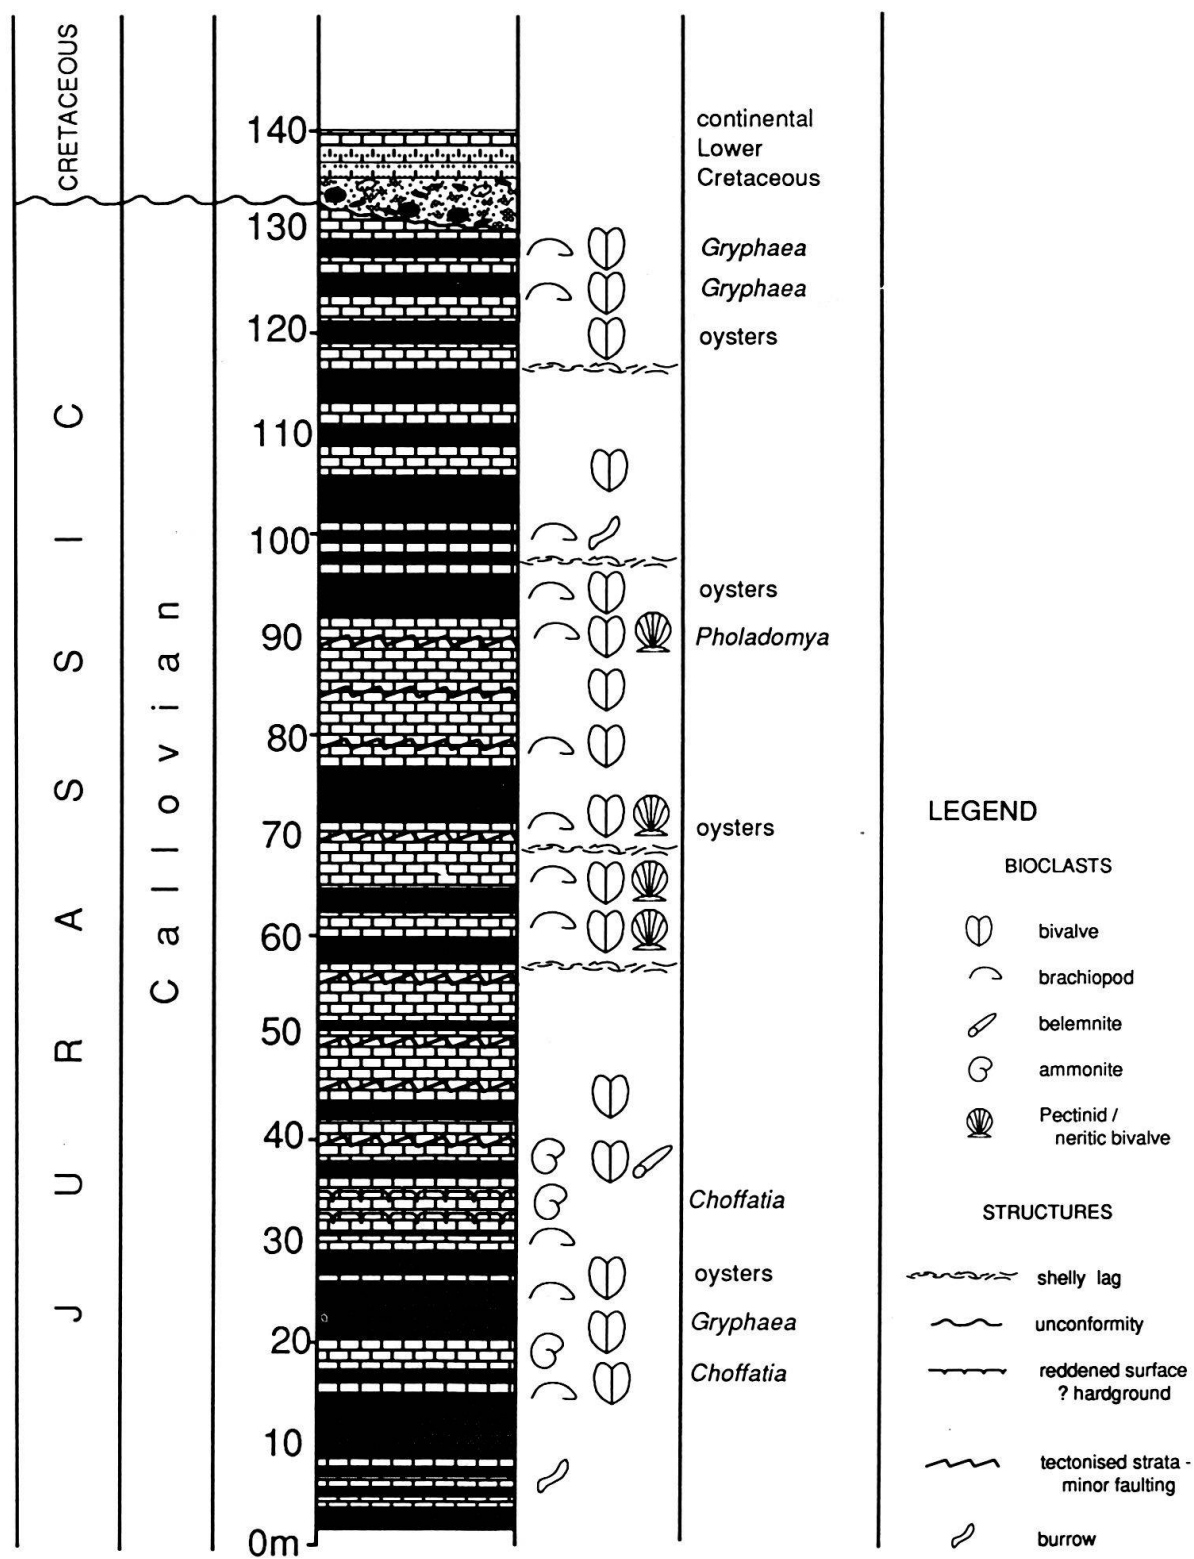 CRETACEOUS
JURASSIC
Callovian
140
130
120
110
100
90
80
70
60
50
40
30
20
10
0m
continental
Lower
Cretaceous
Gryphaea
Gryphaea
oysters
oysters
Pholadomya
oysters
Choffatia
oysters
Gryphaea
Choffatia
LEGEND
BIOCLASTS
bivalve
brachiopod
belemnite
ammonite
Pectinid /
neritic bivalve
STRUCTURES
shelly lag
unconformity
reddened surface
? hardground
tectonised strata -
minor faulting
burrow